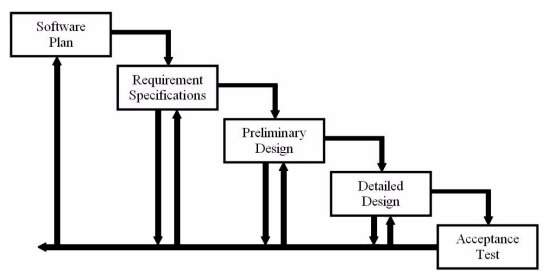 Software
Plan
Requirement
Specifications
Preliminary
Design
Detailed
Design
Acceptance
Test